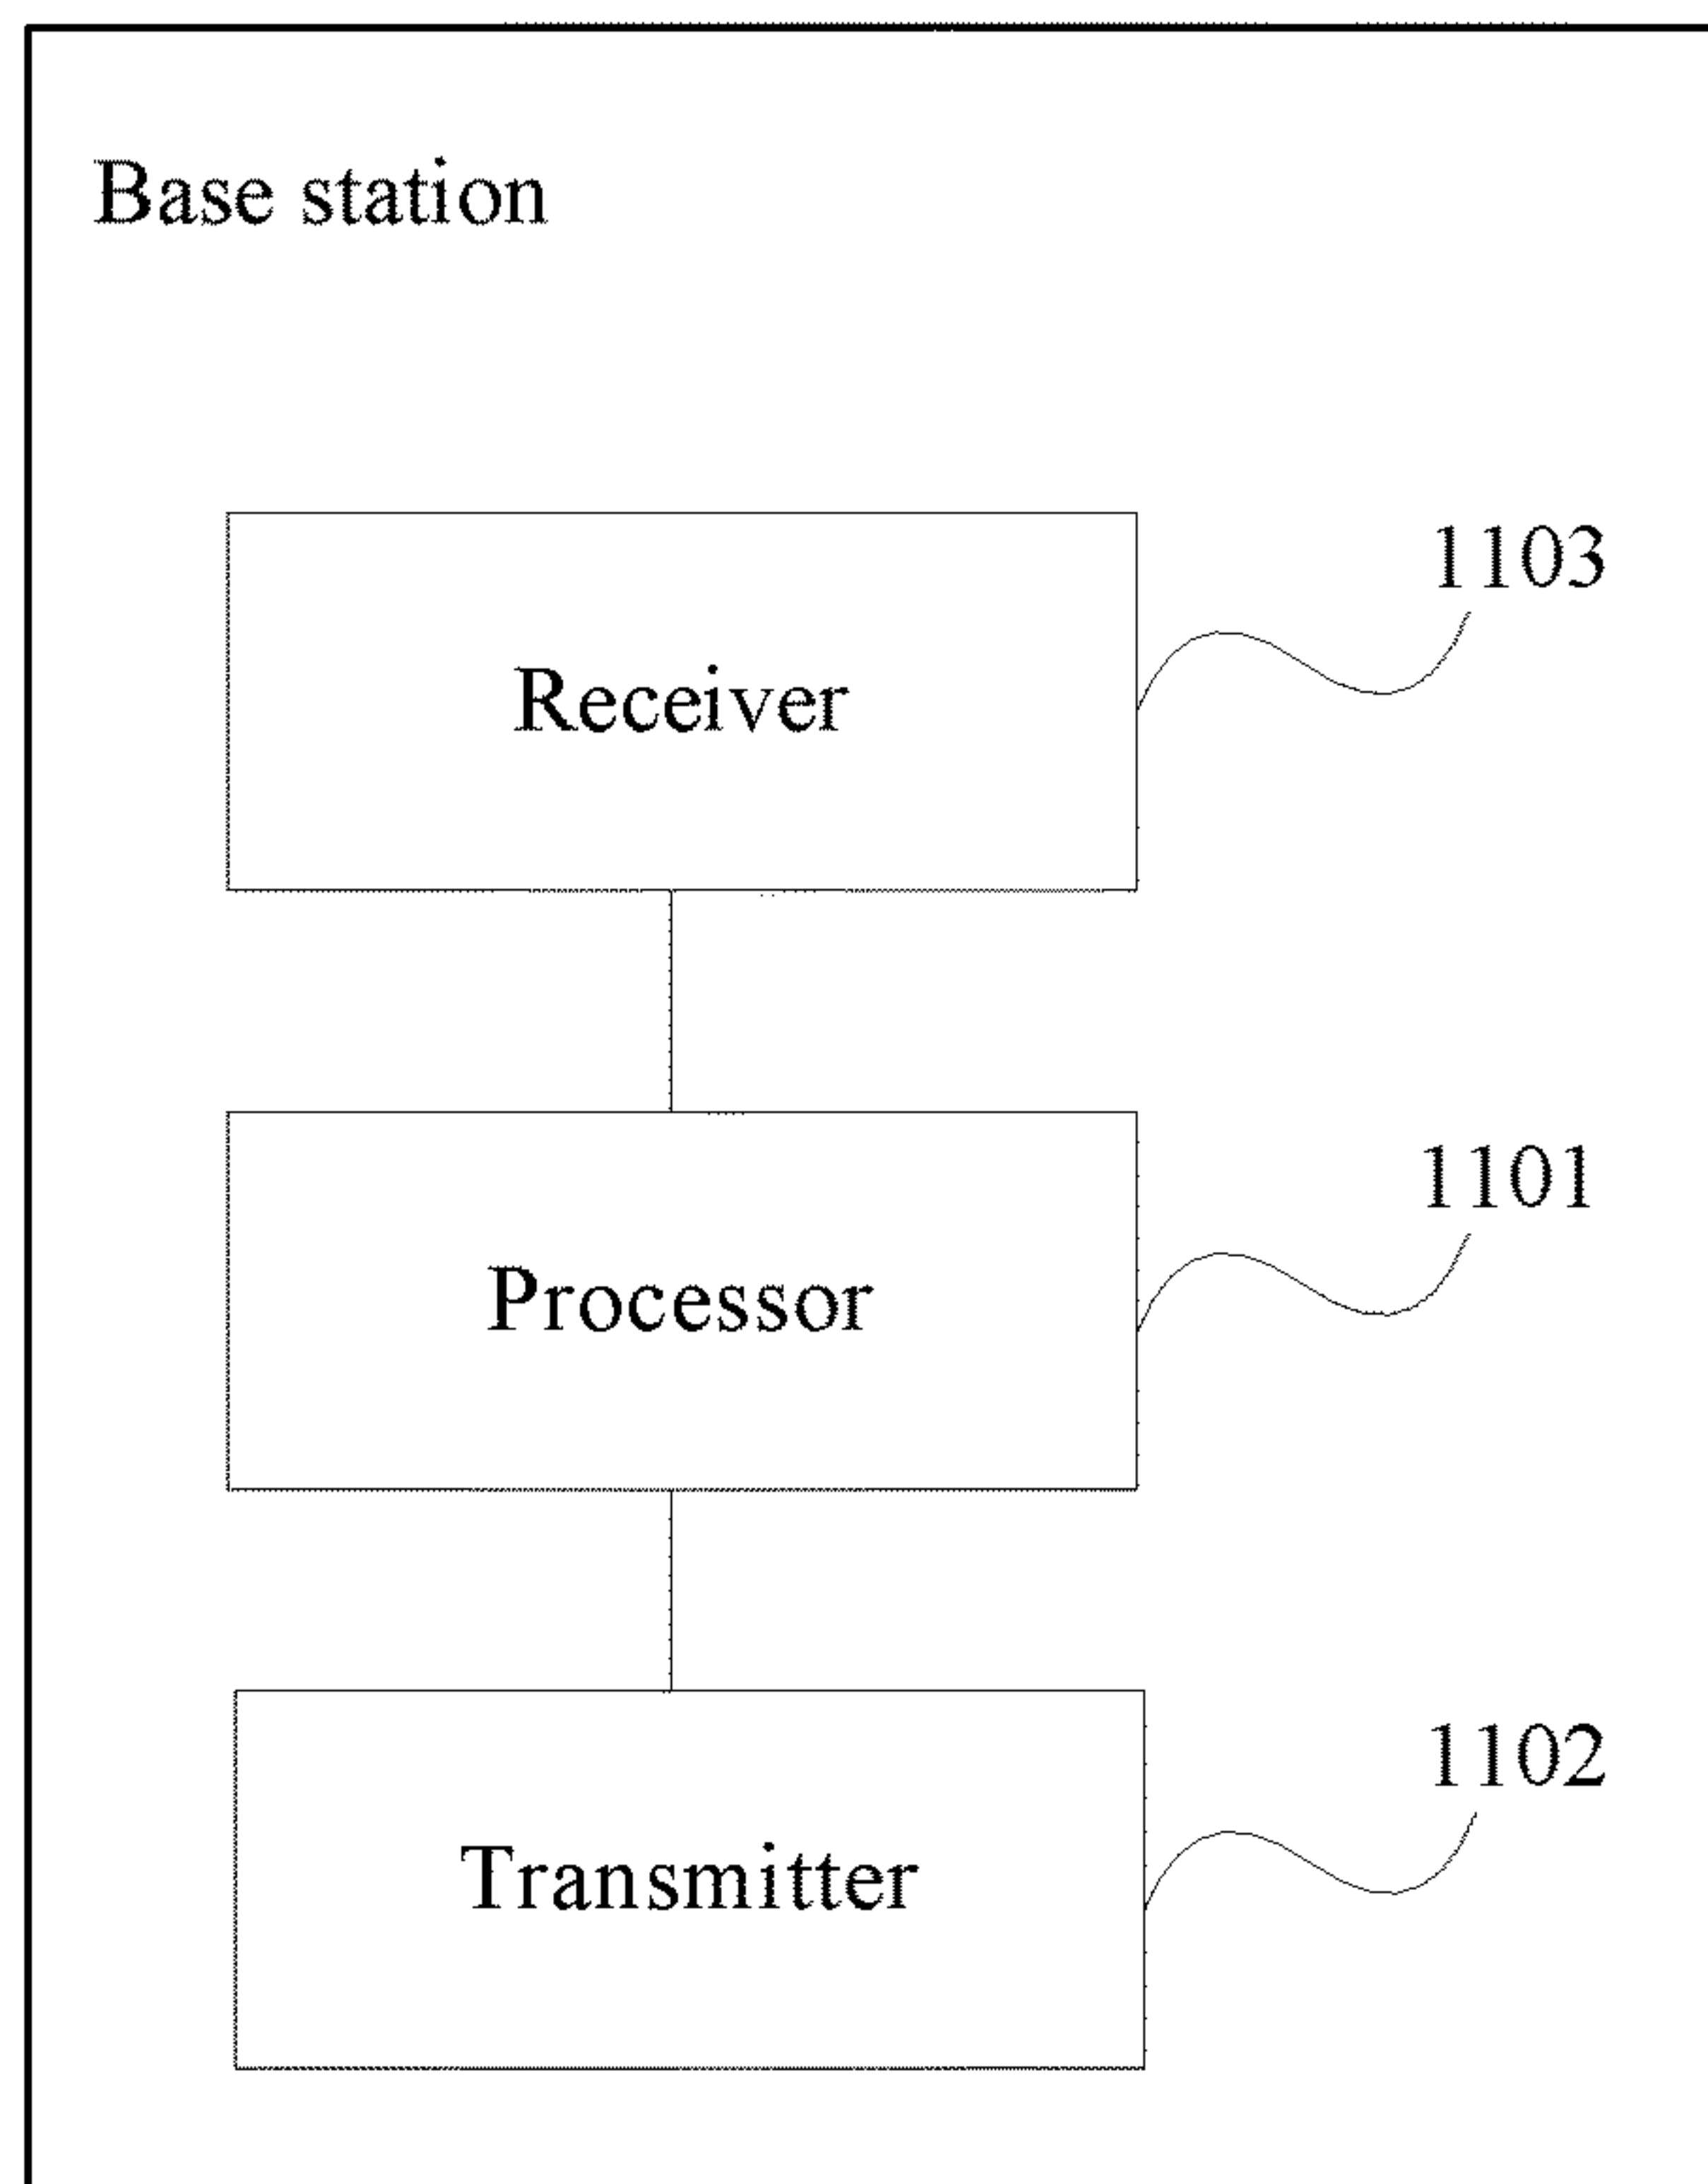 Base station
1103
Receiver
1101
Processor
1102
Transmitter